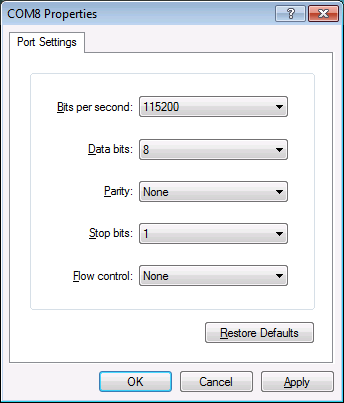 COM8 Properties
Port Settings
Bits per second: 115200
Data bits: 8
Parity: None
Stop bits: 1
Flow control: None
Restore Defaults
OK Cancel Apply